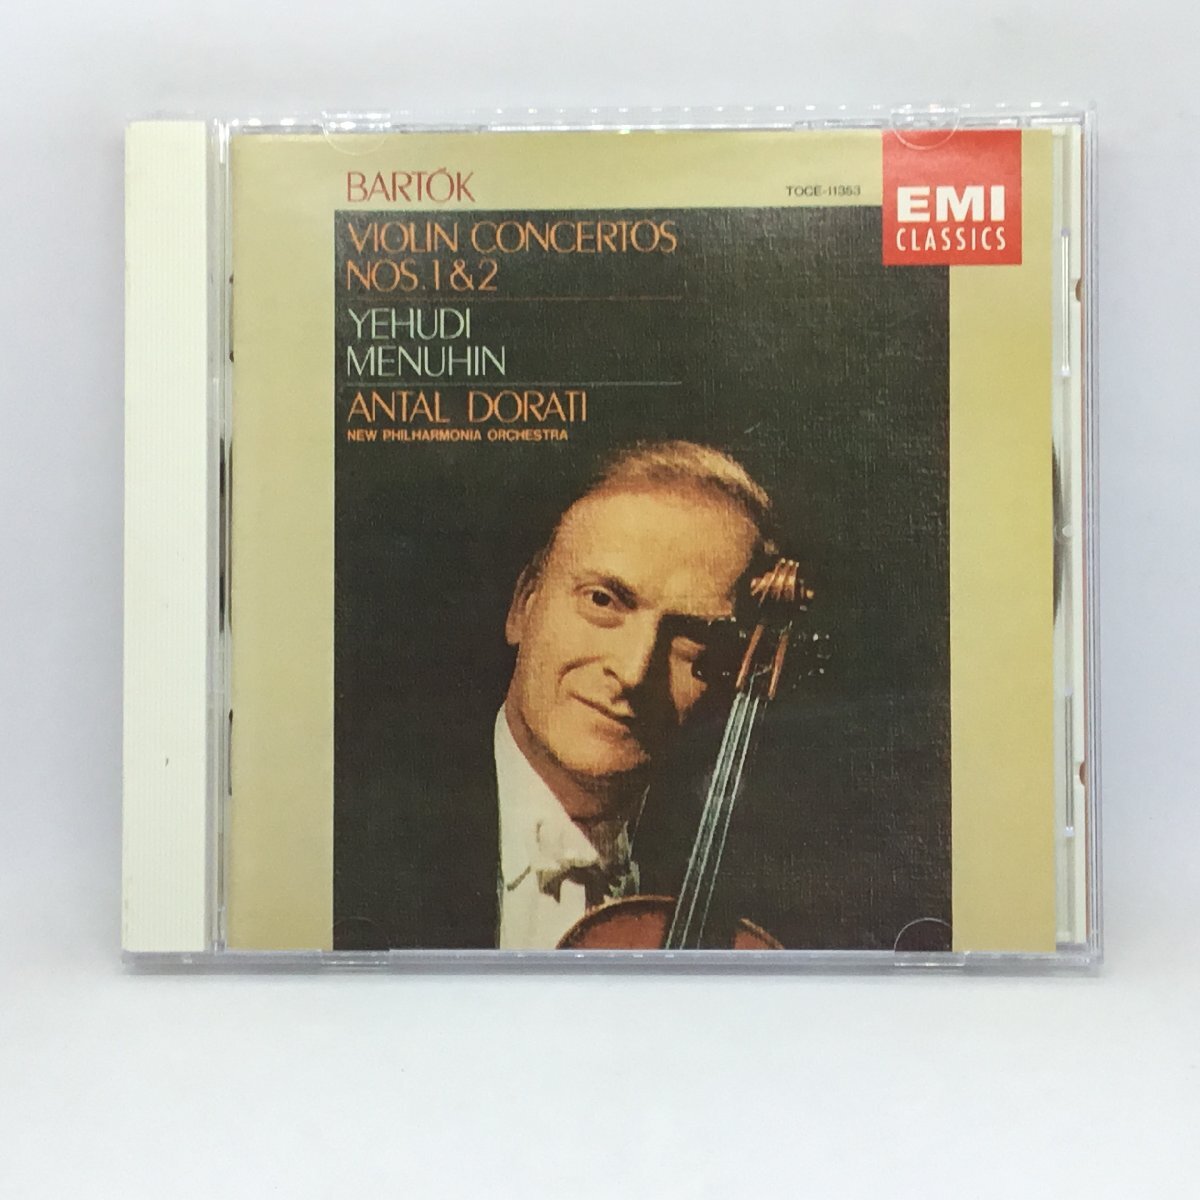 BARTÓK
TOCE-11353
EMI
CLASSICS
VIOLIN CONCERTOS
NOS. 1 & 2
YEHUDI
MENUHIN
ANTAL DORATI
NEW PHILHARMONIA ORCHESTRA